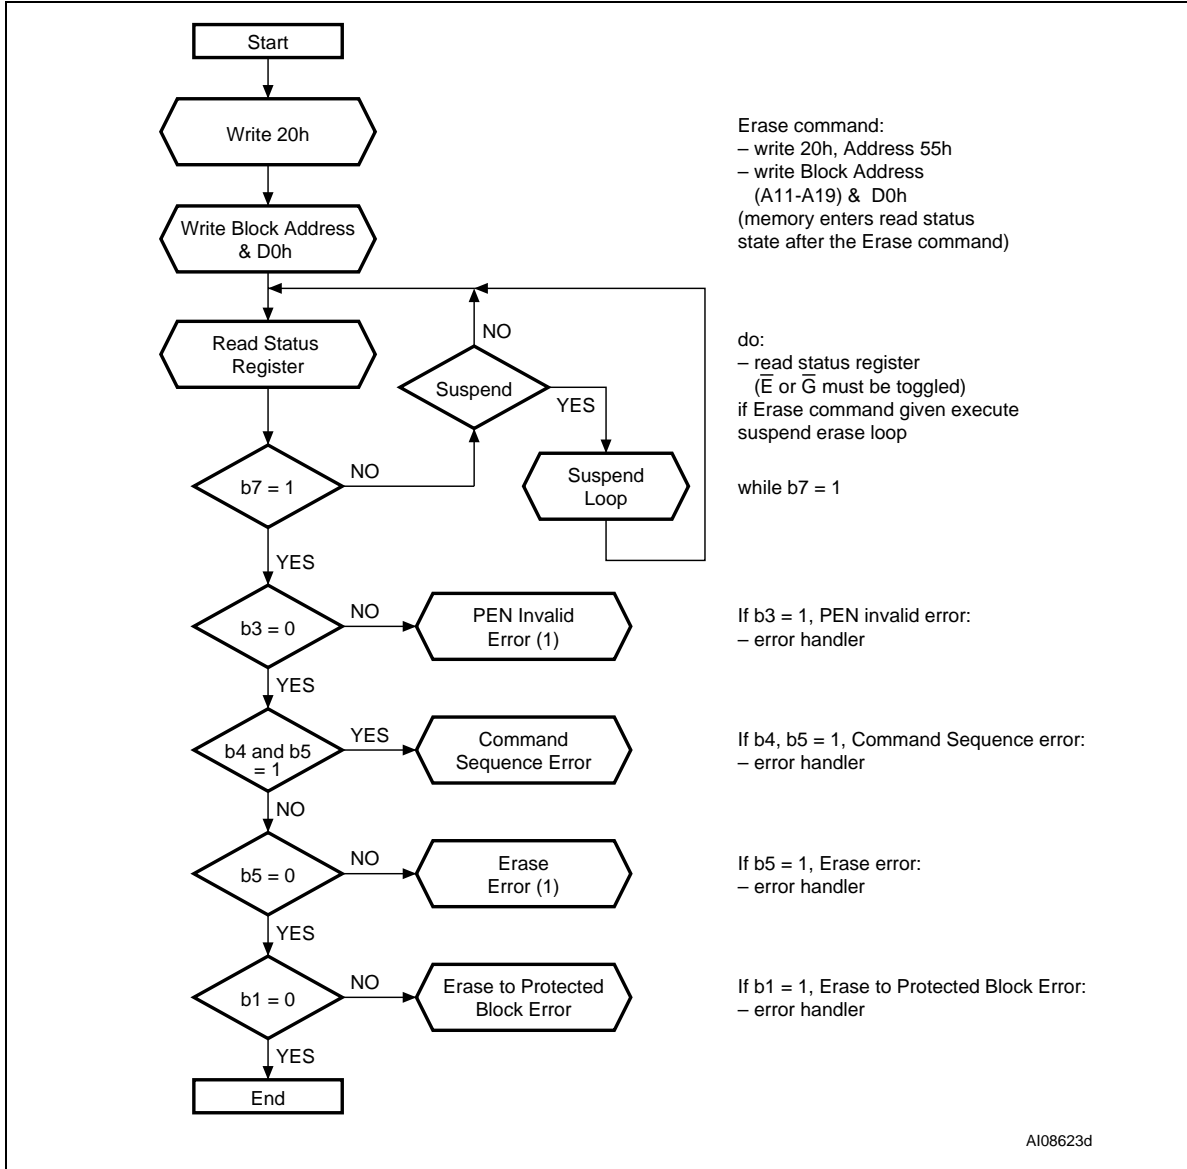 Start
Write 20h
Erase command:
– write 20h, Address 55h
– write Block Address
(A11-A19) & D0h
(memory enters read status
state after the Erase command)
Write Block Address
& D0h
NO
Read Status
Register
Suspend
YES
do:
– read status register
(E̅ or G̅ must be toggled)
if Erase command given execute
suspend erase loop
b7 = 1
NO
Suspend
Loop
while b7 = 1
YES
b3 = 0
NO
PEN Invalid
Error (1)
If b3 = 1, PEN invalid error:
– error handler
YES
b4 and b5
= 1
YES
Command
Sequence Error
If b4, b5 = 1, Command Sequence error:
– error handler
NO
b5 = 0
NO
Erase
Error (1)
If b5 = 1, Erase error:
– error handler
YES
b1 = 0
NO
Erase to Protected
Block Error
If b1 = 1, Erase to Protected Block Error:
– error handler
YES
End
AI08623d